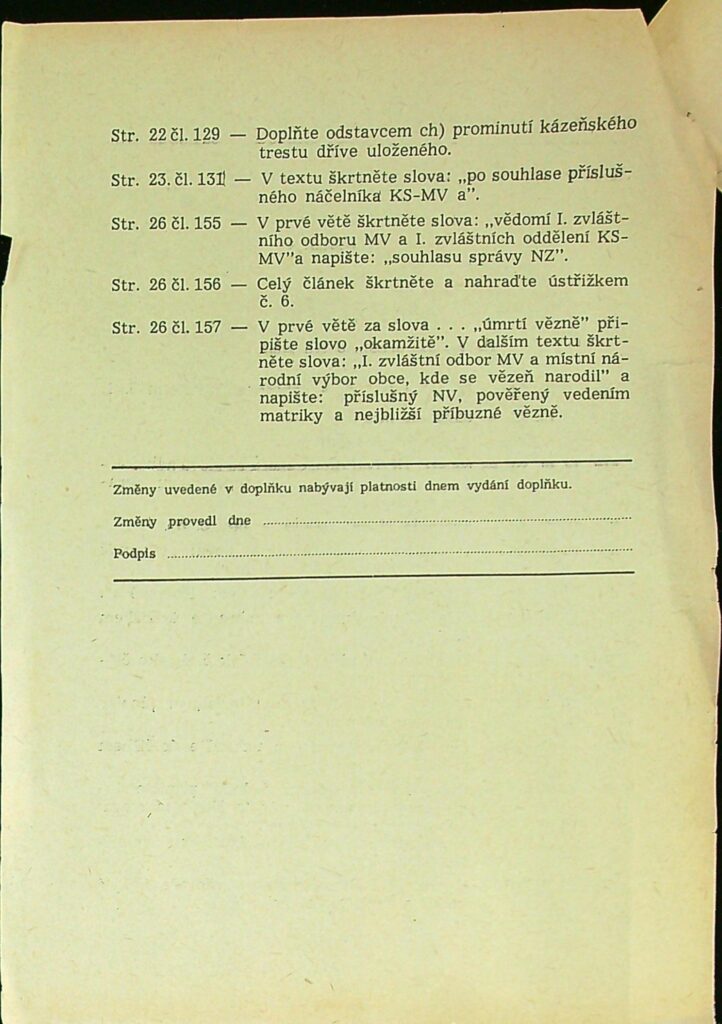 Str. 22 čl. 129 — Doplňte odstavcem ch) prominutí kázeňského
trestu dříve uloženého.
Str. 23. čl. 131 — V textu škrtněte slova: „po souhlase přísluš-
ného náčelníka KS-MV a”.
Str. 26 čl. 155 — V prvé větě škrtněte slova: „vědomí I. zvlášt-
ního odboru MV a I. zvláštních oddělení KS-
MV”a napište: „souhlasu správy NZ”.
Str. 26 čl. 156 — Celý článek škrtněte a nahraďte ústřižkem
č. 6.
Str. 26 čl. 157 — V prvé větě za slova . . . „úmrtí vězně” při-
pište slovo „okamžitě”. V dalším textu škrt-
něte slova: „I. zvláštní odbor MV a místní ná-
rodní výbor obce, kde se vězeň narodil” a
napište: příslušný NV, pověřený vedením
matriky a nejbližší příbuzné vězně.
Změny uvedené v doplňku nabývají platnosti dnem vydání doplňku.
Změny provedl dne
Podpis